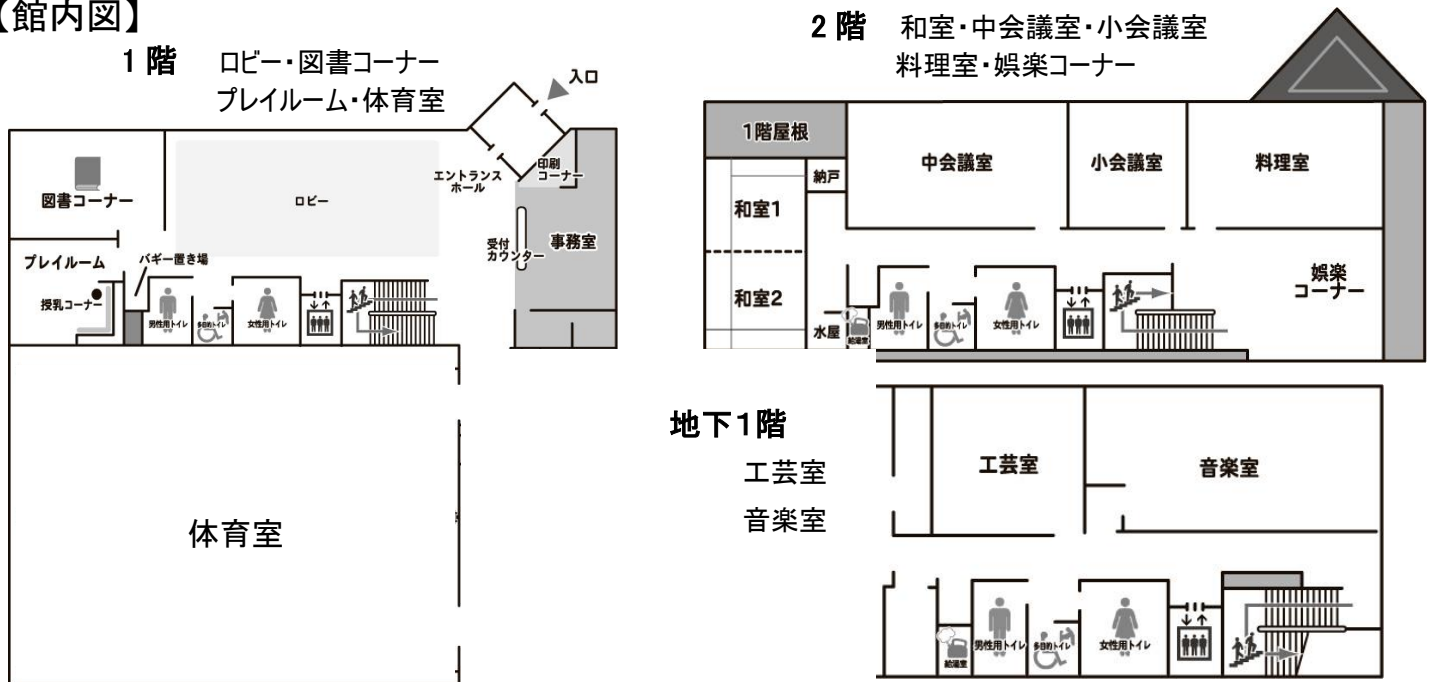 【館内図】
1階 ロビー・図書コーナー
プレイルーム・体育室
入口
印刷
コーナー
エントランス
ホール
図書コーナー
ロビー
受付
カウンター
事務室
プレイルーム
バギー置き場
授乳コーナー
男性用トイレ
多目的トイレ
女性用トイレ
体育室
2階 和室・中会議室・小会議室
料理室・娯楽コーナー
1階屋根
納戸
中会議室
小会議室
料理室
和室1
和室2
娯楽
コーナー
水屋
給湯室
男性用トイレ
多目的トイレ
女性用トイレ
地下1階
工芸室
音楽室
工芸室
音楽室
給湯室
男性用トイレ
多目的トイレ
女性用トイレ